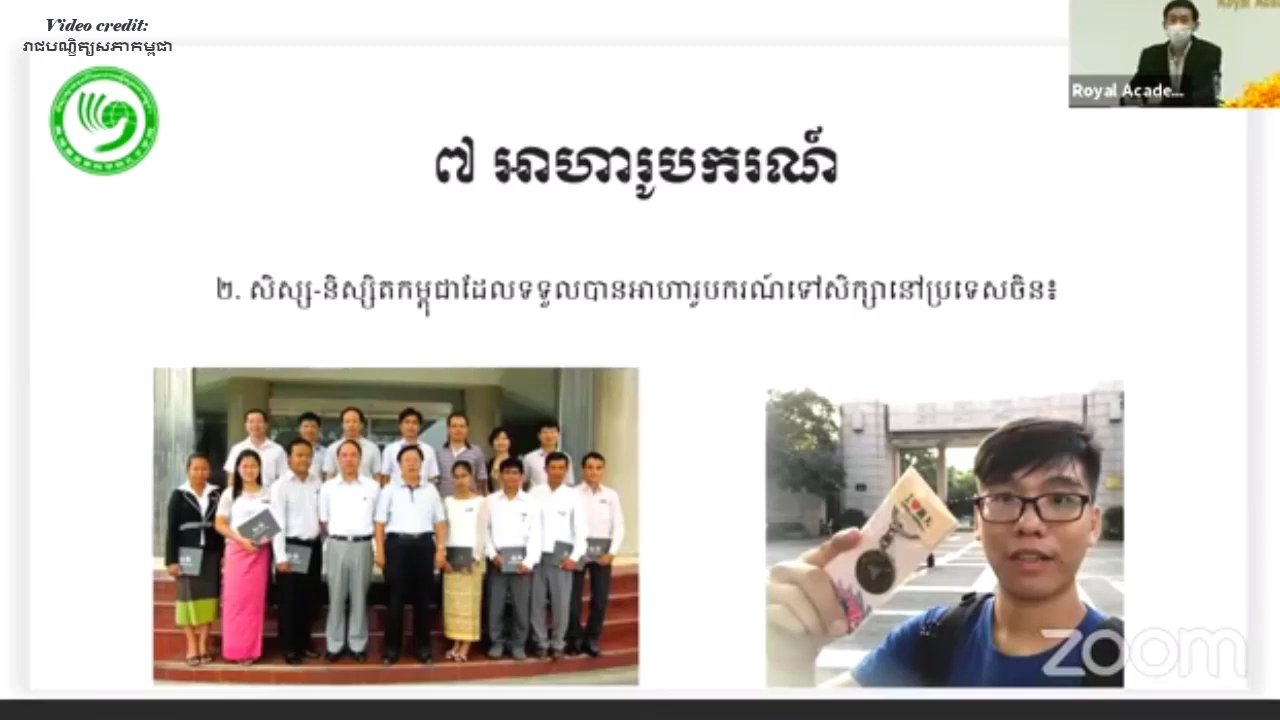 Video credit:
រាជបណ្ឌិត្យសភាកម្ពុជា
Royal Acade...
៧ អាហារូបករណ៍
២. សិស្ស-និស្សិតកម្ពុជាដែលទទួលបានអាហារូបករណ៍ទៅសិក្សានៅប្រទេសចិន៖
zoom